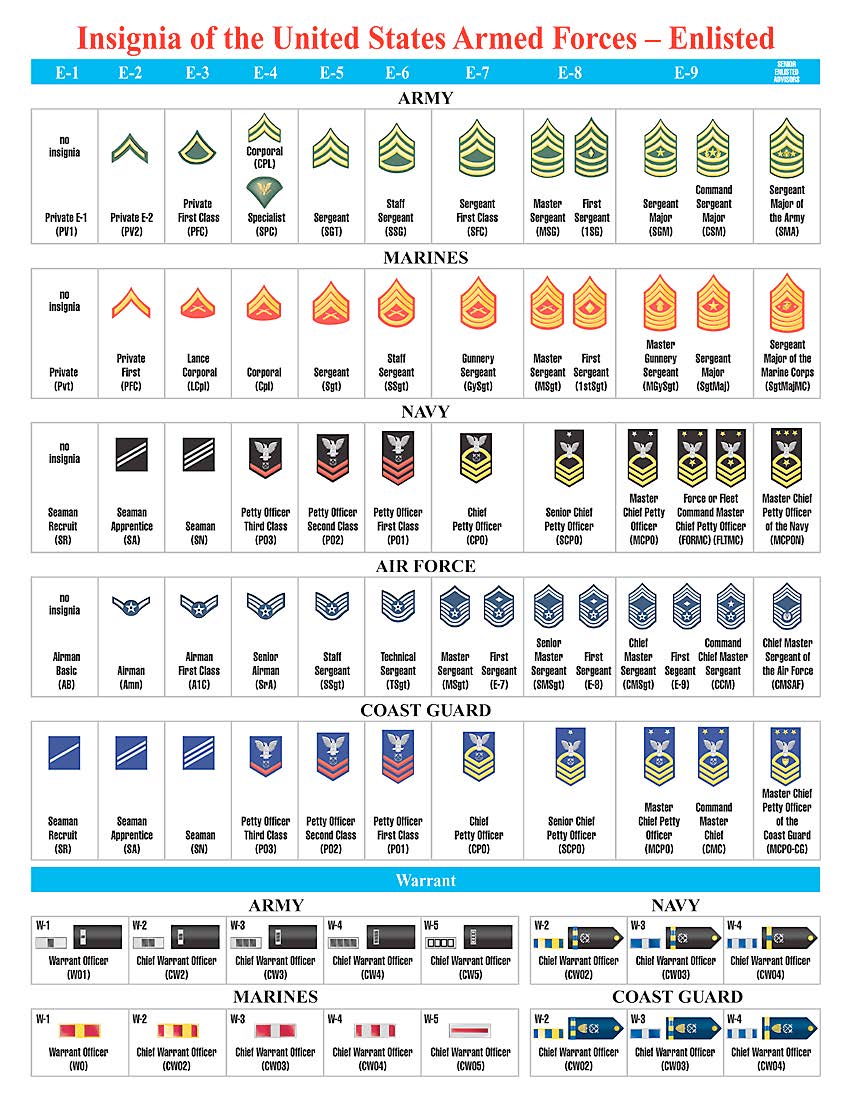 Insignia of the United States Armed Forces – Enlisted
E-1 E-2 E-3 E-4 E-5 E-6 E-7 E-8 E-9 SENIOR ENLISTED ADVISORS
ARMY
no insignia
Private E-1 (PV1)
Private E-2 (PV2)
Private First Class (PFC)
Corporal (CPL)
Specialist (SPC)
Sergeant (SGT)
Staff Sergeant (SSG)
Sergeant First Class (SFC)
Master Sergeant (MSG)
First Sergeant (1SG)
Sergeant Major (SGM)
Command Sergeant Major (CSM)
Sergeant Major of the Army (SMA)
MARINES
no insignia
Private (Pvt)
Private First (PFC)
Lance Corporal (LCpl)
Corporal (Cpl)
Sergeant (Sgt)
Staff Sergeant (SSgt)
Gunnery Sergeant (GySgt)
Master Sergeant (MSgt)
First Sergeant (1stSgt)
Master Gunnery Sergeant (MGySgt)
Sergeant Major (SgtMaj)
Sergeant Major of the Marine Corps (SgtMajMC)
NAVY
no insignia
Seaman Recruit (SR)
Seaman Apprentice (SA)
Seaman (SN)
Petty Officer Third Class (PO3)
Petty Officer Second Class (PO2)
Petty Officer First Class (PO1)
Chief Petty Officer (CPO)
Senior Chief Petty Officer (SCPO)
Master Chief Petty Officer (MCPO)
Force or Fleet Command Master Chief Petty Officer (FORMC) (FLTMC)
Master Chief Petty Officer of the Navy (MCPON)
AIR FORCE
no insignia
Airman Basic (AB)
Airman (Amn)
Airman First Class (A1C)
Senior Airman (SrA)
Staff Sergeant (SSgt)
Technical Sergeant (TSgt)
Master Sergeant (MSgt)
First Sergeant (E-7)
Senior Master Sergeant (SMSgt)
First Sergeant (E-8)
Chief Master Sergeant (CMSgt)
First Segeant (E-9)
Command Chief Master Sergeant (CCM)
Chief Master Sergeant of the Air Force (CMSAF)
COAST GUARD
Seaman Recruit (SR)
Seaman Apprentice (SA)
Seaman (SN)
Petty Officer Third Class (PO3)
Petty Officer Second Class (PO2)
Petty Officer First Class (PO1)
Chief Petty Officer (CPO)
Senior Chief Petty Officer (SCPO)
Master Chief Petty Officer (MCPO)
Command Master Chief (CMC)
Master Chief Petty Officer of the Coast Guard (MCPO-CG)
Warrant
ARMY
W-1 Warrant Officer (WO1)
W-2 Chief Warrant Officer (CW2)
W-3 Chief Warrant Officer (CW3)
W-4 Chief Warrant Officer (CW4)
W-5 Chief Warrant Officer (CW5)
NAVY
W-2 Chief Warrant Officer (CWO2)
W-3 Chief Warrant Officer (CWO3)
W-4 Chief Warrant Officer (CWO4)
MARINES
W-1 Warrant Officer (WO)
W-2 Chief Warrant Officer (CWO2)
W-3 Chief Warrant Officer (CWO3)
W-4 Chief Warrant Officer (CWO4)
W-5 Chief Warrant Officer (CWO5)
COAST GUARD
W-2 Chief Warrant Officer (CWO2)
W-3 Chief Warrant Officer (CWO3)
W-4 Chief Warrant Officer (CWO4)